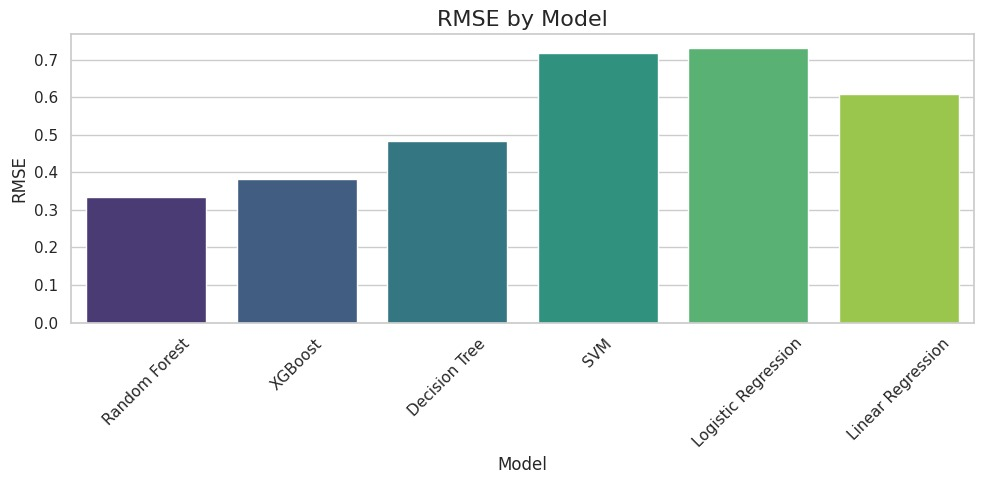 RMSE by Model
RMSE
0.7
0.6
0.5
0.4
0.3
0.2
0.1
0.0
Random Forest
XGBoost
Decision Tree
SVM
Logistic Regression
Linear Regression
Model